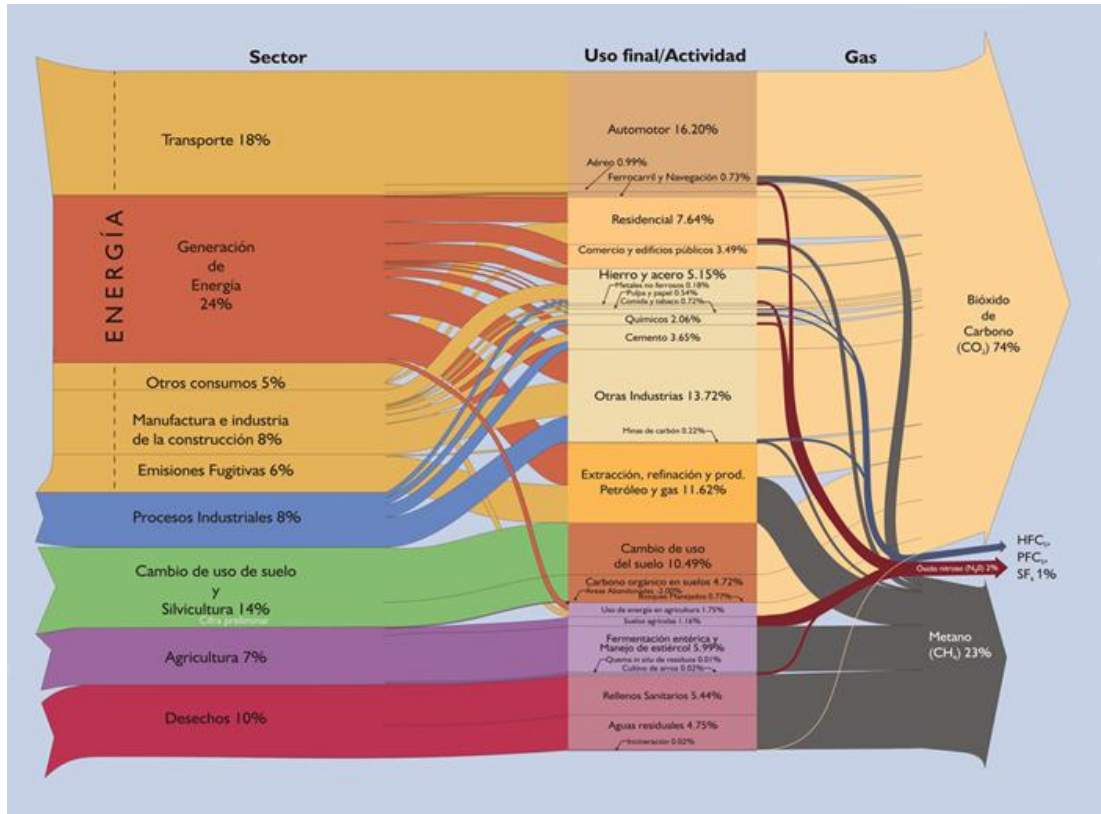 Sector
Uso final/Actividad
Gas
ENERGÍA
Transporte 18%
Generación
de
Energía
24%
Otros consumos 5%
Manufactura e industria
de la construcción 8%
Emisiones Fugitivas 6%
Procesos Industriales 8%
Cambio de uso de suelo
y
Silvicultura 14%
Cifra preliminar
Agricultura 7%
Desechos 10%
Automotor 16.20%
Aéreo 0.99%
Ferrocarril y Navegación 0.73%
Residencial 7.64%
Comercio y edificios públicos 3.49%
Hierro y acero 5.15%
Metales no ferrosos 0.18%
Pulpa y papel 0.54%
Comida y tabaco 0.72%
Químicos 2.06%
Cemento 3.65%
Otras Industrias 13.72%
Minas de carbón 0.22%
Extracción, refinación y prod.
Petróleo y gas 11.62%
Cambio de uso
del suelo 10.49%
Carbono orgánico en suelos 4.72%
Areas Abandonadas -2.00%
Bosques Manejados 0.77%
Uso de energía en agricultura 1.75%
Suelos agrícolas 1.16%
Fermentación entérica y
Manejo de estiércol 5.99%
Quema in situ de residuos 0.01%
Cultivo de arroz 0.02%
Rellenos Sanitarios 5.44%
Aguas residuales 4.75%
Incineración 0.02%
Bióxido
de
Carbono
(CO₂) 74%
HFC₅,
PFC₅,
SF₆ 1%
Óxido nitroso (N₂O) 2%
Metano
(CH₄) 23%